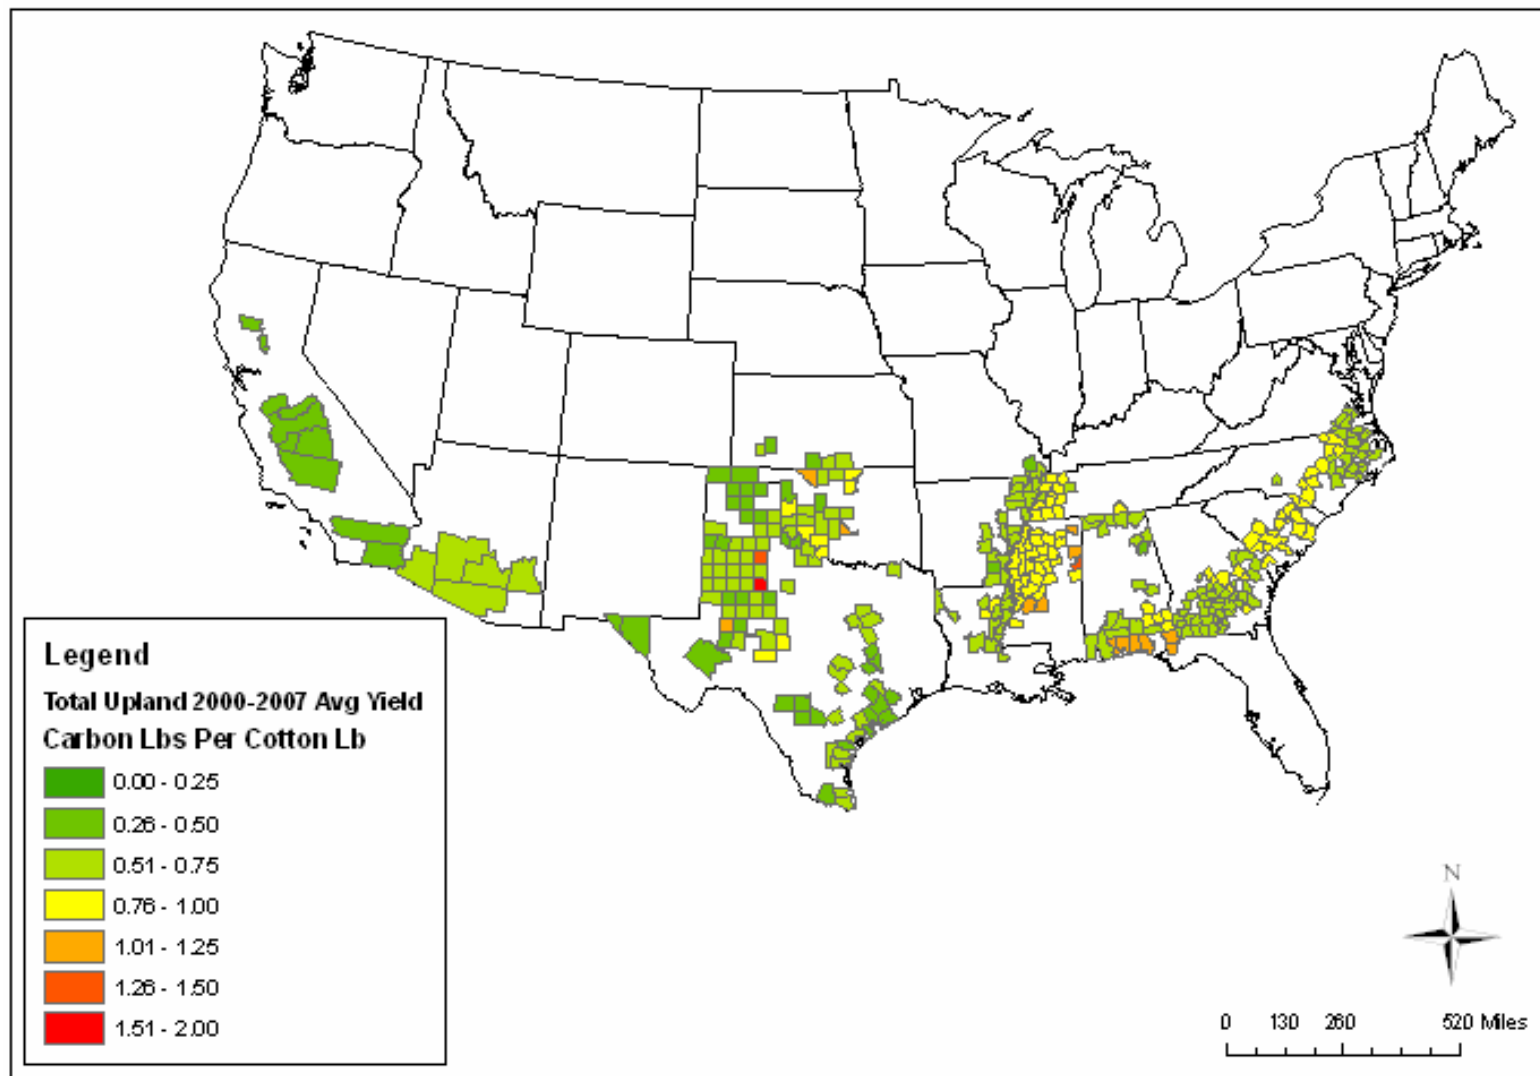 Legend
Total Upland 2000-2007 Avg Yield
Carbon Lbs Per Cotton Lb
0.00 - 0.25
0.26 - 0.50
0.51 - 0.75
0.76 - 1.00
1.01 - 1.25
1.26 - 1.50
1.51 - 2.00
N
0 130 260 520 Miles